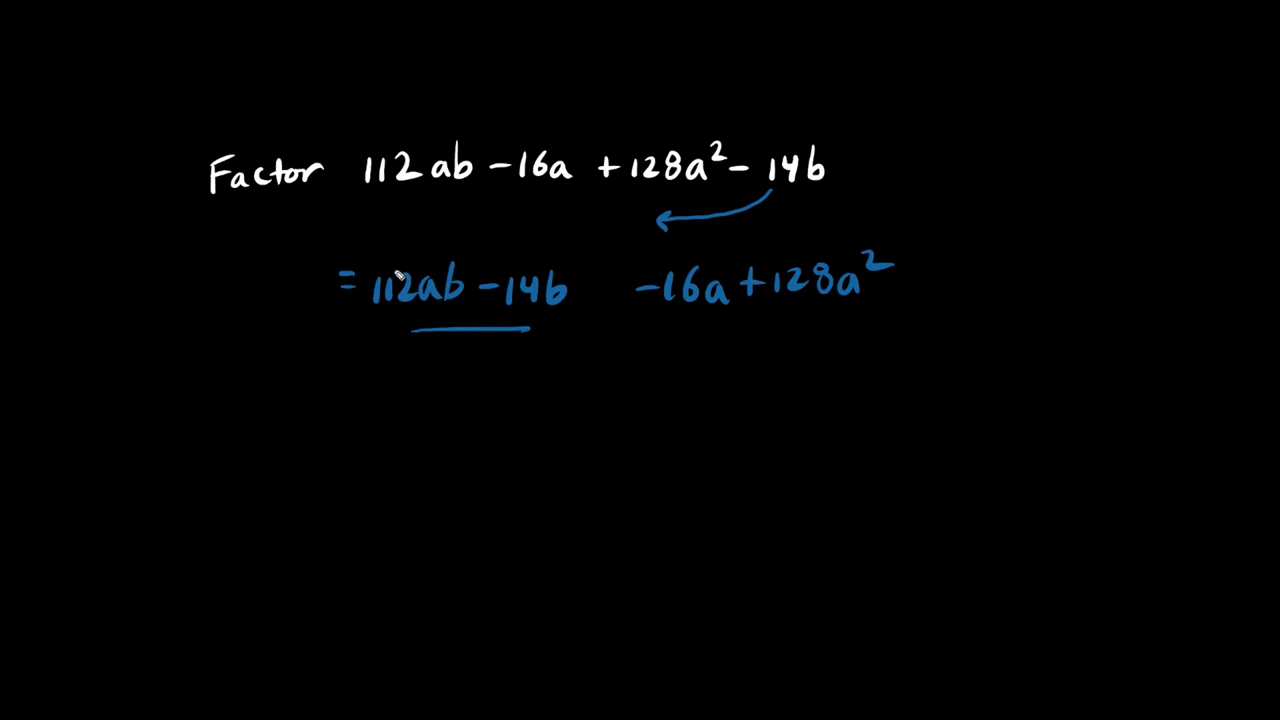 Factor 112ab -16a +128a² - 14b
= 112ab - 14b -16a + 128a²